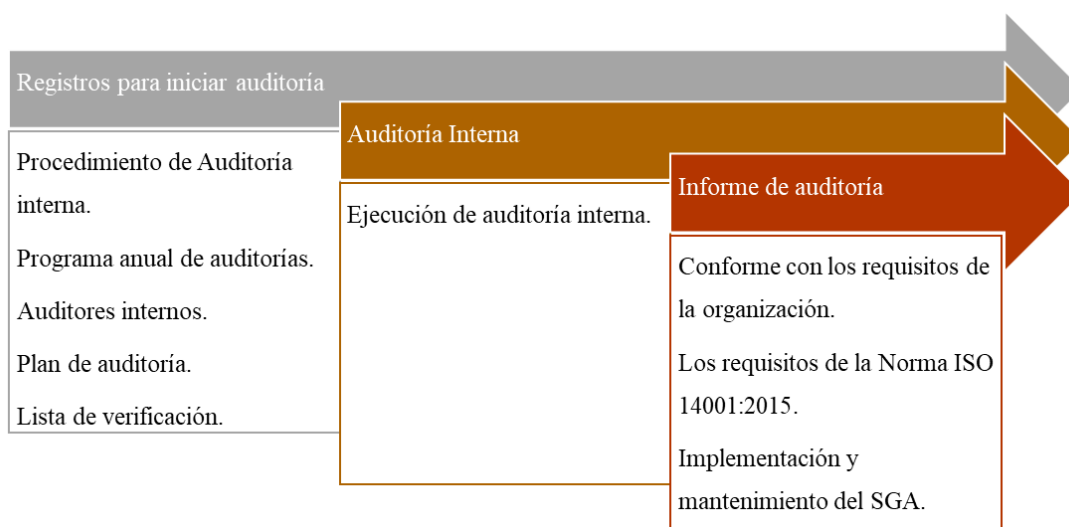 Registros para iniciar auditoría
Procedimiento de Auditoría
interna.
Programa anual de auditorías.
Auditores internos.
Plan de auditoría.
Lista de verificación.
Auditoría Interna
Ejecución de auditoría interna.
Informe de auditoría
Conforme con los requisitos de
la organización.
Los requisitos de la Norma ISO
14001:2015.
Implementación y
mantenimiento del SGA.